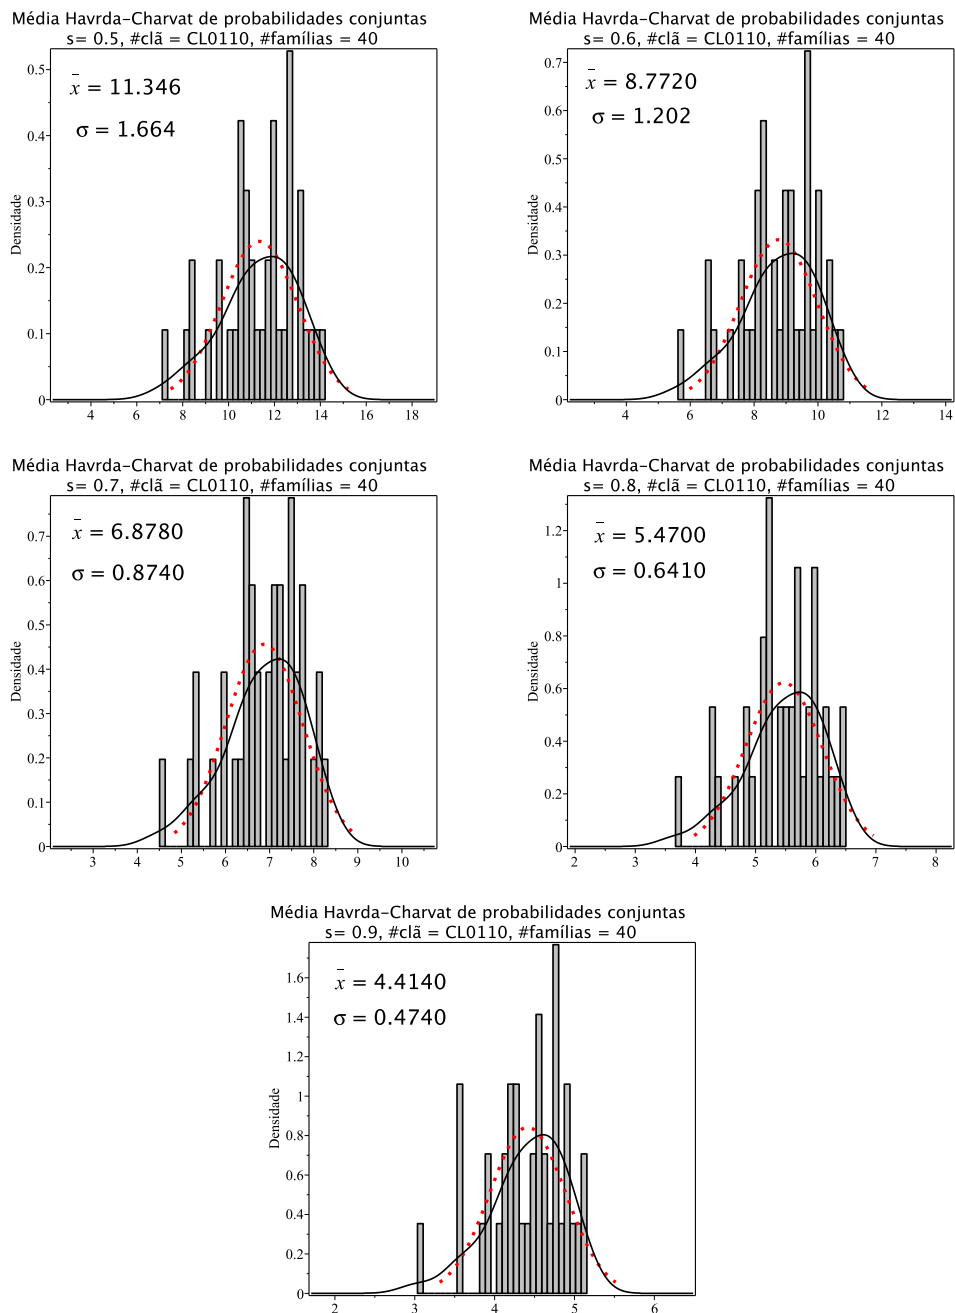 Média Havrda-Charvat de probabilidades conjuntas
s= 0.5, #clã = CL0110, #famílias = 40
x̄ = 11.346
σ = 1.664
Densidade
0.5
0.4
0.3
0.2
0.1
0
4 6 8 10 12 14 16 18
Média Havrda-Charvat de probabilidades conjuntas
s= 0.6, #clã = CL0110, #famílias = 40
x̄ = 8.7720
σ = 1.202
Densidade
0.7
0.6
0.5
0.4
0.3
0.2
0.1
0
4 6 8 10 12 14
Média Havrda-Charvat de probabilidades conjuntas
s= 0.7, #clã = CL0110, #famílias = 40
x̄ = 6.8780
σ = 0.8740
Densidade
0.7
0.6
0.5
0.4
0.3
0.2
0.1
0
3 4 5 6 7 8 9 10
Média Havrda-Charvat de probabilidades conjuntas
s= 0.8, #clã = CL0110, #famílias = 40
x̄ = 5.4700
σ = 0.6410
Densidade
1.2
1
0.8
0.6
0.4
0.2
0
2 3 4 5 6 7 8
Média Havrda-Charvat de probabilidades conjuntas
s= 0.9, #clã = CL0110, #famílias = 40
x̄ = 4.4140
σ = 0.4740
Densidade
1.6
1.4
1.2
1
0.8
0.6
0.4
0.2
0
2 3 4 5 6